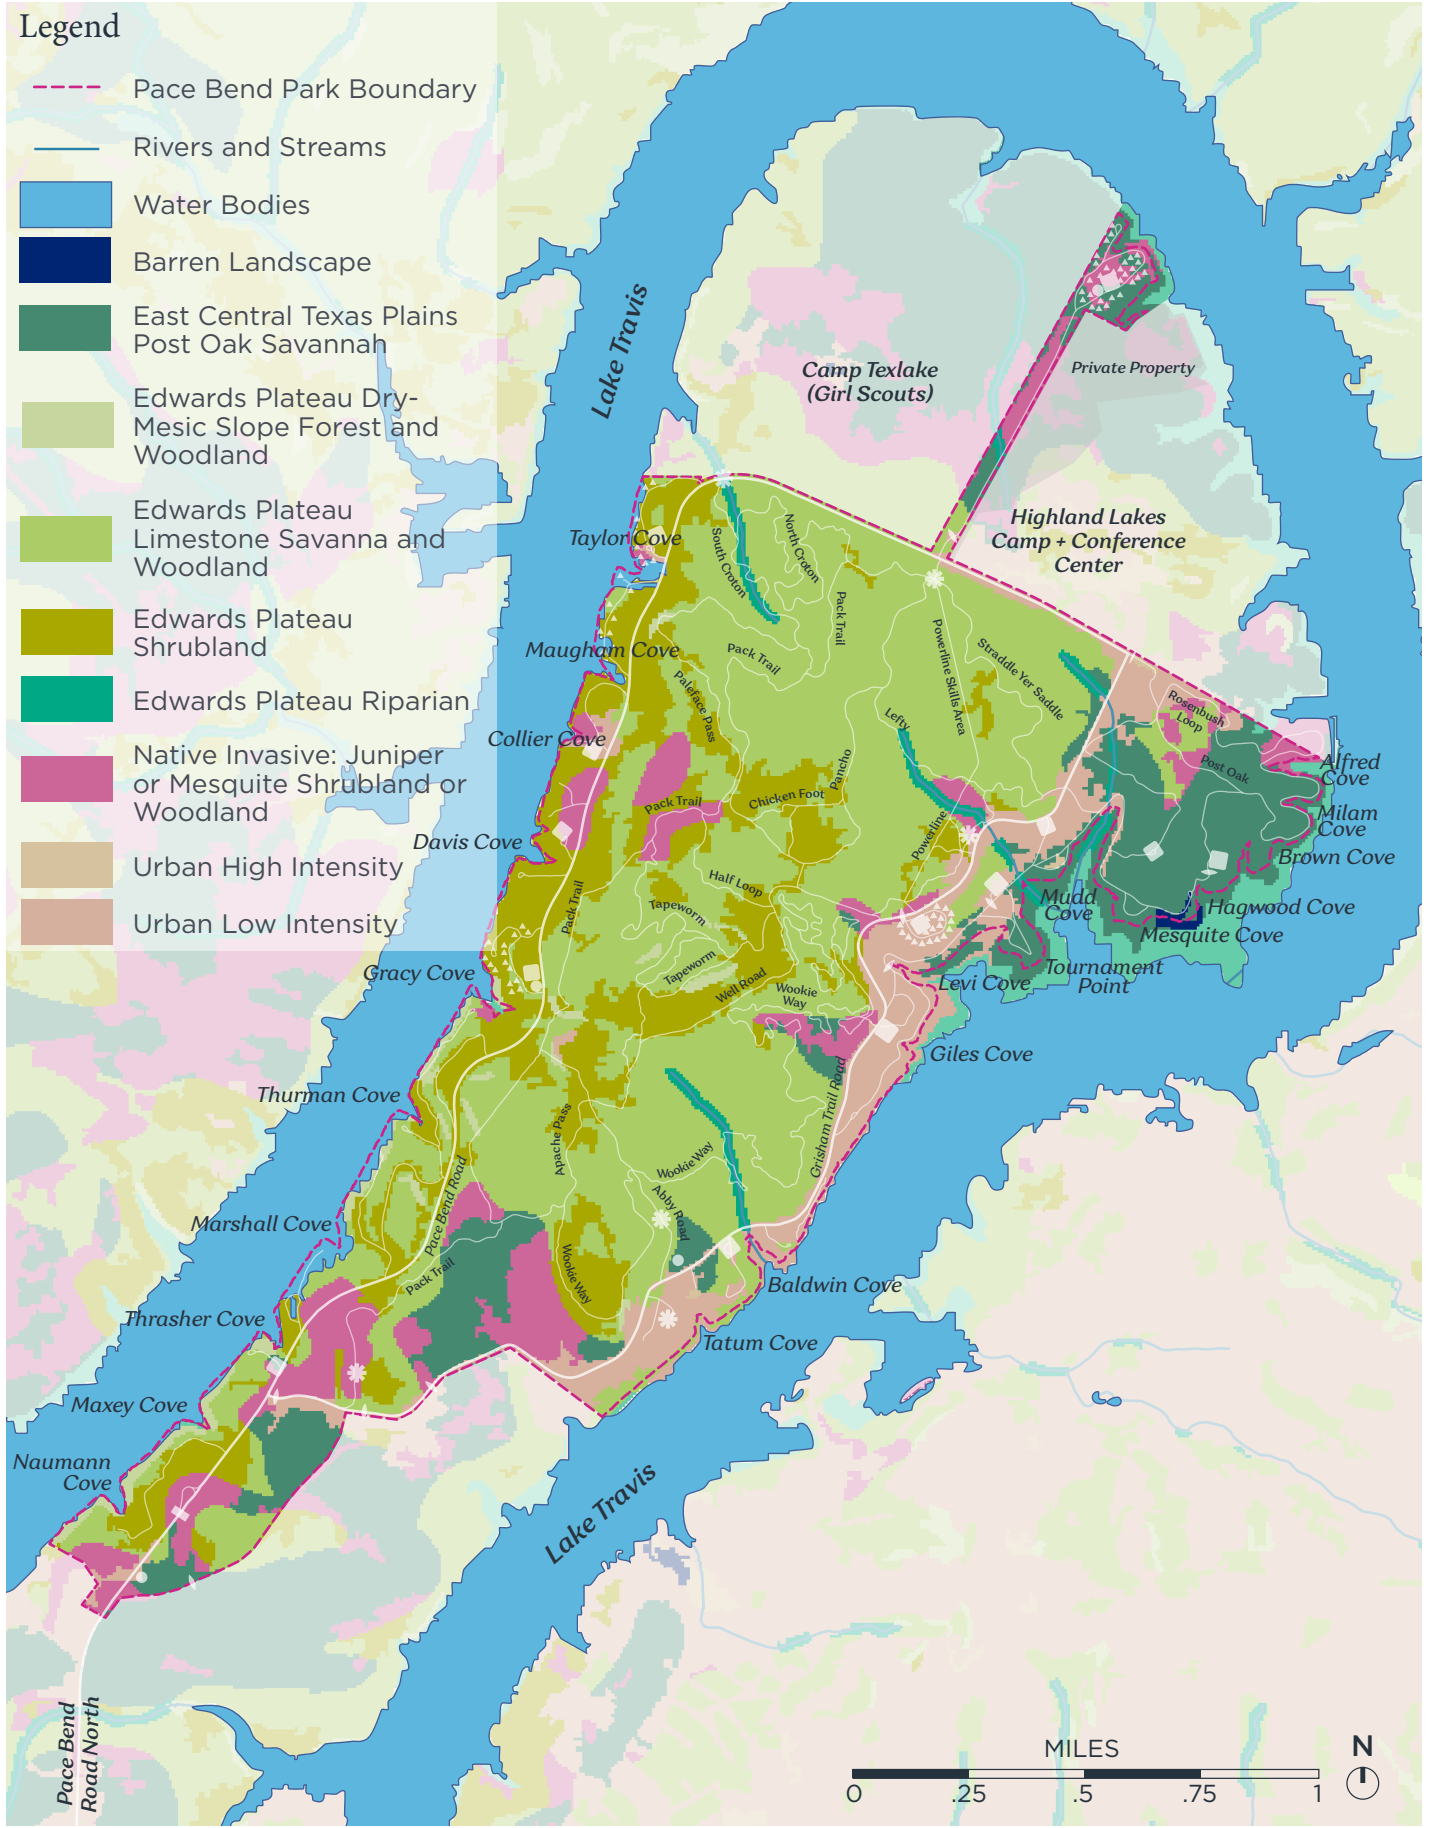 Legend
Pace Bend Park Boundary
Rivers and Streams
Water Bodies
Barren Landscape
East Central Texas Plains
Post Oak Savannah
Edwards Plateau Dry-
Mesic Slope Forest and
Woodland
Edwards Plateau
Limestone Savanna and
Woodland
Edwards Plateau
Shrubland
Edwards Plateau Riparian
Native Invasive: Juniper
or Mesquite Shrubland or
Woodland
Urban High Intensity
Urban Low Intensity
Lake Travis
Camp Texlake
(Girl Scouts)
Private Property
Highland Lakes
Camp + Conference
Center
Taylor Cove
South Croton
North Croton
Pack Trail
Maugham Cove
Pack Trail
Paleface Pass
Powerline Skills Area
Straddle Yer Saddle
Lefty
Rosenbush
Loop
Post Oak
Collier Cove
Alfred
Cove
Pancho
Pack Trail
Chicken Foot
Milam
Cove
Davis Cove
Powerline
Brown Cove
Half Loop
Pack Trail
Tapeworm
Mudd
Cove
Hagwood Cove
Mesquite Cove
Gracy Cove
Tapeworm
Well Road
Wookie
Way
Levi Cove
Tournament
Point
Giles Cove
Thurman Cove
Apache Pass
Grisham Trail Road
Wookie Way
Abby Road
Marshall Cove
Pace Bend Road
Pack Trail
Wookie Way
Baldwin Cove
Thrasher Cove
Tatum Cove
Maxey Cove
Naumann
Cove
Lake Travis
Pace Bend
Road North
MILES
0 .25 .5 .75 1
N